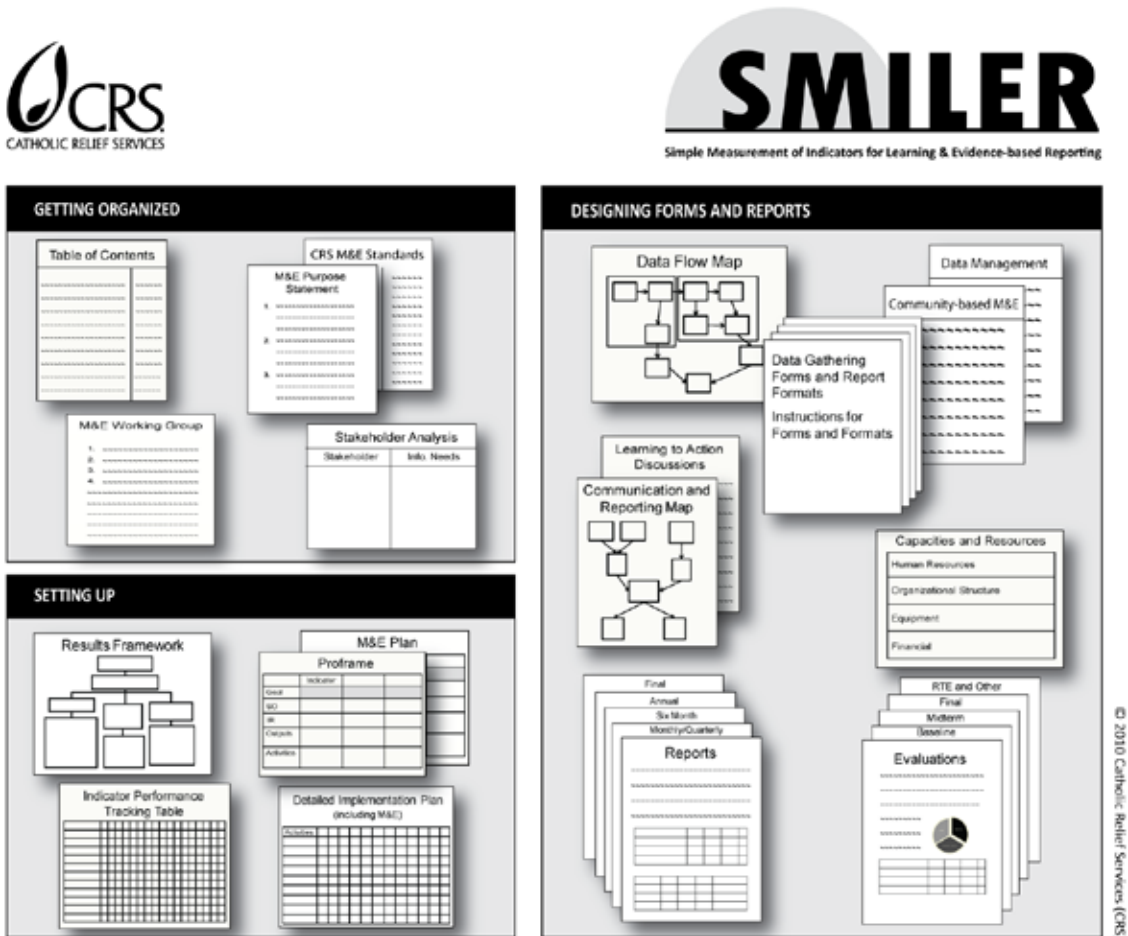 CRS
CATHOLIC RELIEF SERVICES
SMILER
Simple Measurement of Indicators for Learning & Evidence-based Reporting
GETTING ORGANIZED
Table of Contents
CRS M&E Standards
M&E Purpose
Statement
1.
2.
3.
M&E Working Group
1.
2.
3.
4.
Stakeholder Analysis
Stakeholder
Info. Needs
SETTING UP
Results Framework
M&E Plan
Proframe
Indicator
Goal
SO
IR
Outputs
Activities
Indicator Performance
Tracking Table
Detailed Implementation Plan
(including M&E)
Activities
DESIGNING FORMS AND REPORTS
Data Flow Map
Data Management
Community-based M&E
Data Gathering
Forms and Report
Formats
Instructions for
Forms and Formats
Learning to Action
Discussions
Communication and
Reporting Map
Capacities and Resources
Human Resources
Organizational Structure
Equipment
Financial
Final
Annual
Six Month
Monthly/Quarterly
Reports
RTE and Other
Final
Midterm
Baseline
Evaluations
© 2010 Catholic Relief Services (CRS